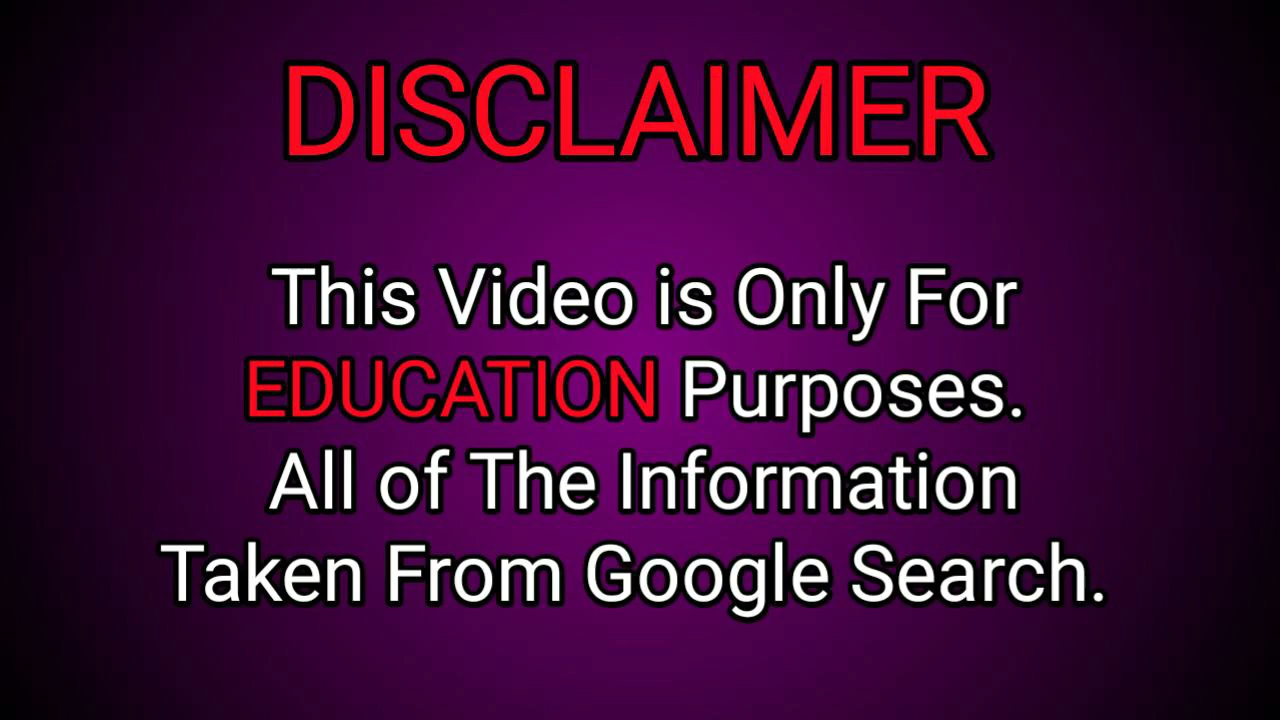 DISCLAIMER
This Video is Only For
EDUCATION Purposes.
All of The Information
Taken From Google Search.